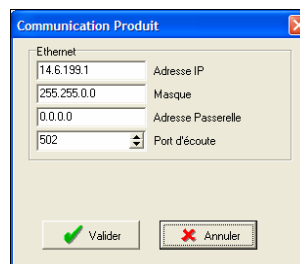 Communication Produit
Ethernet
14.6.199.1 Adresse IP
255.255.0.0 Masque
0.0.0.0 Adresse Passerelle
502 Port d'écoute
Valider Annuler